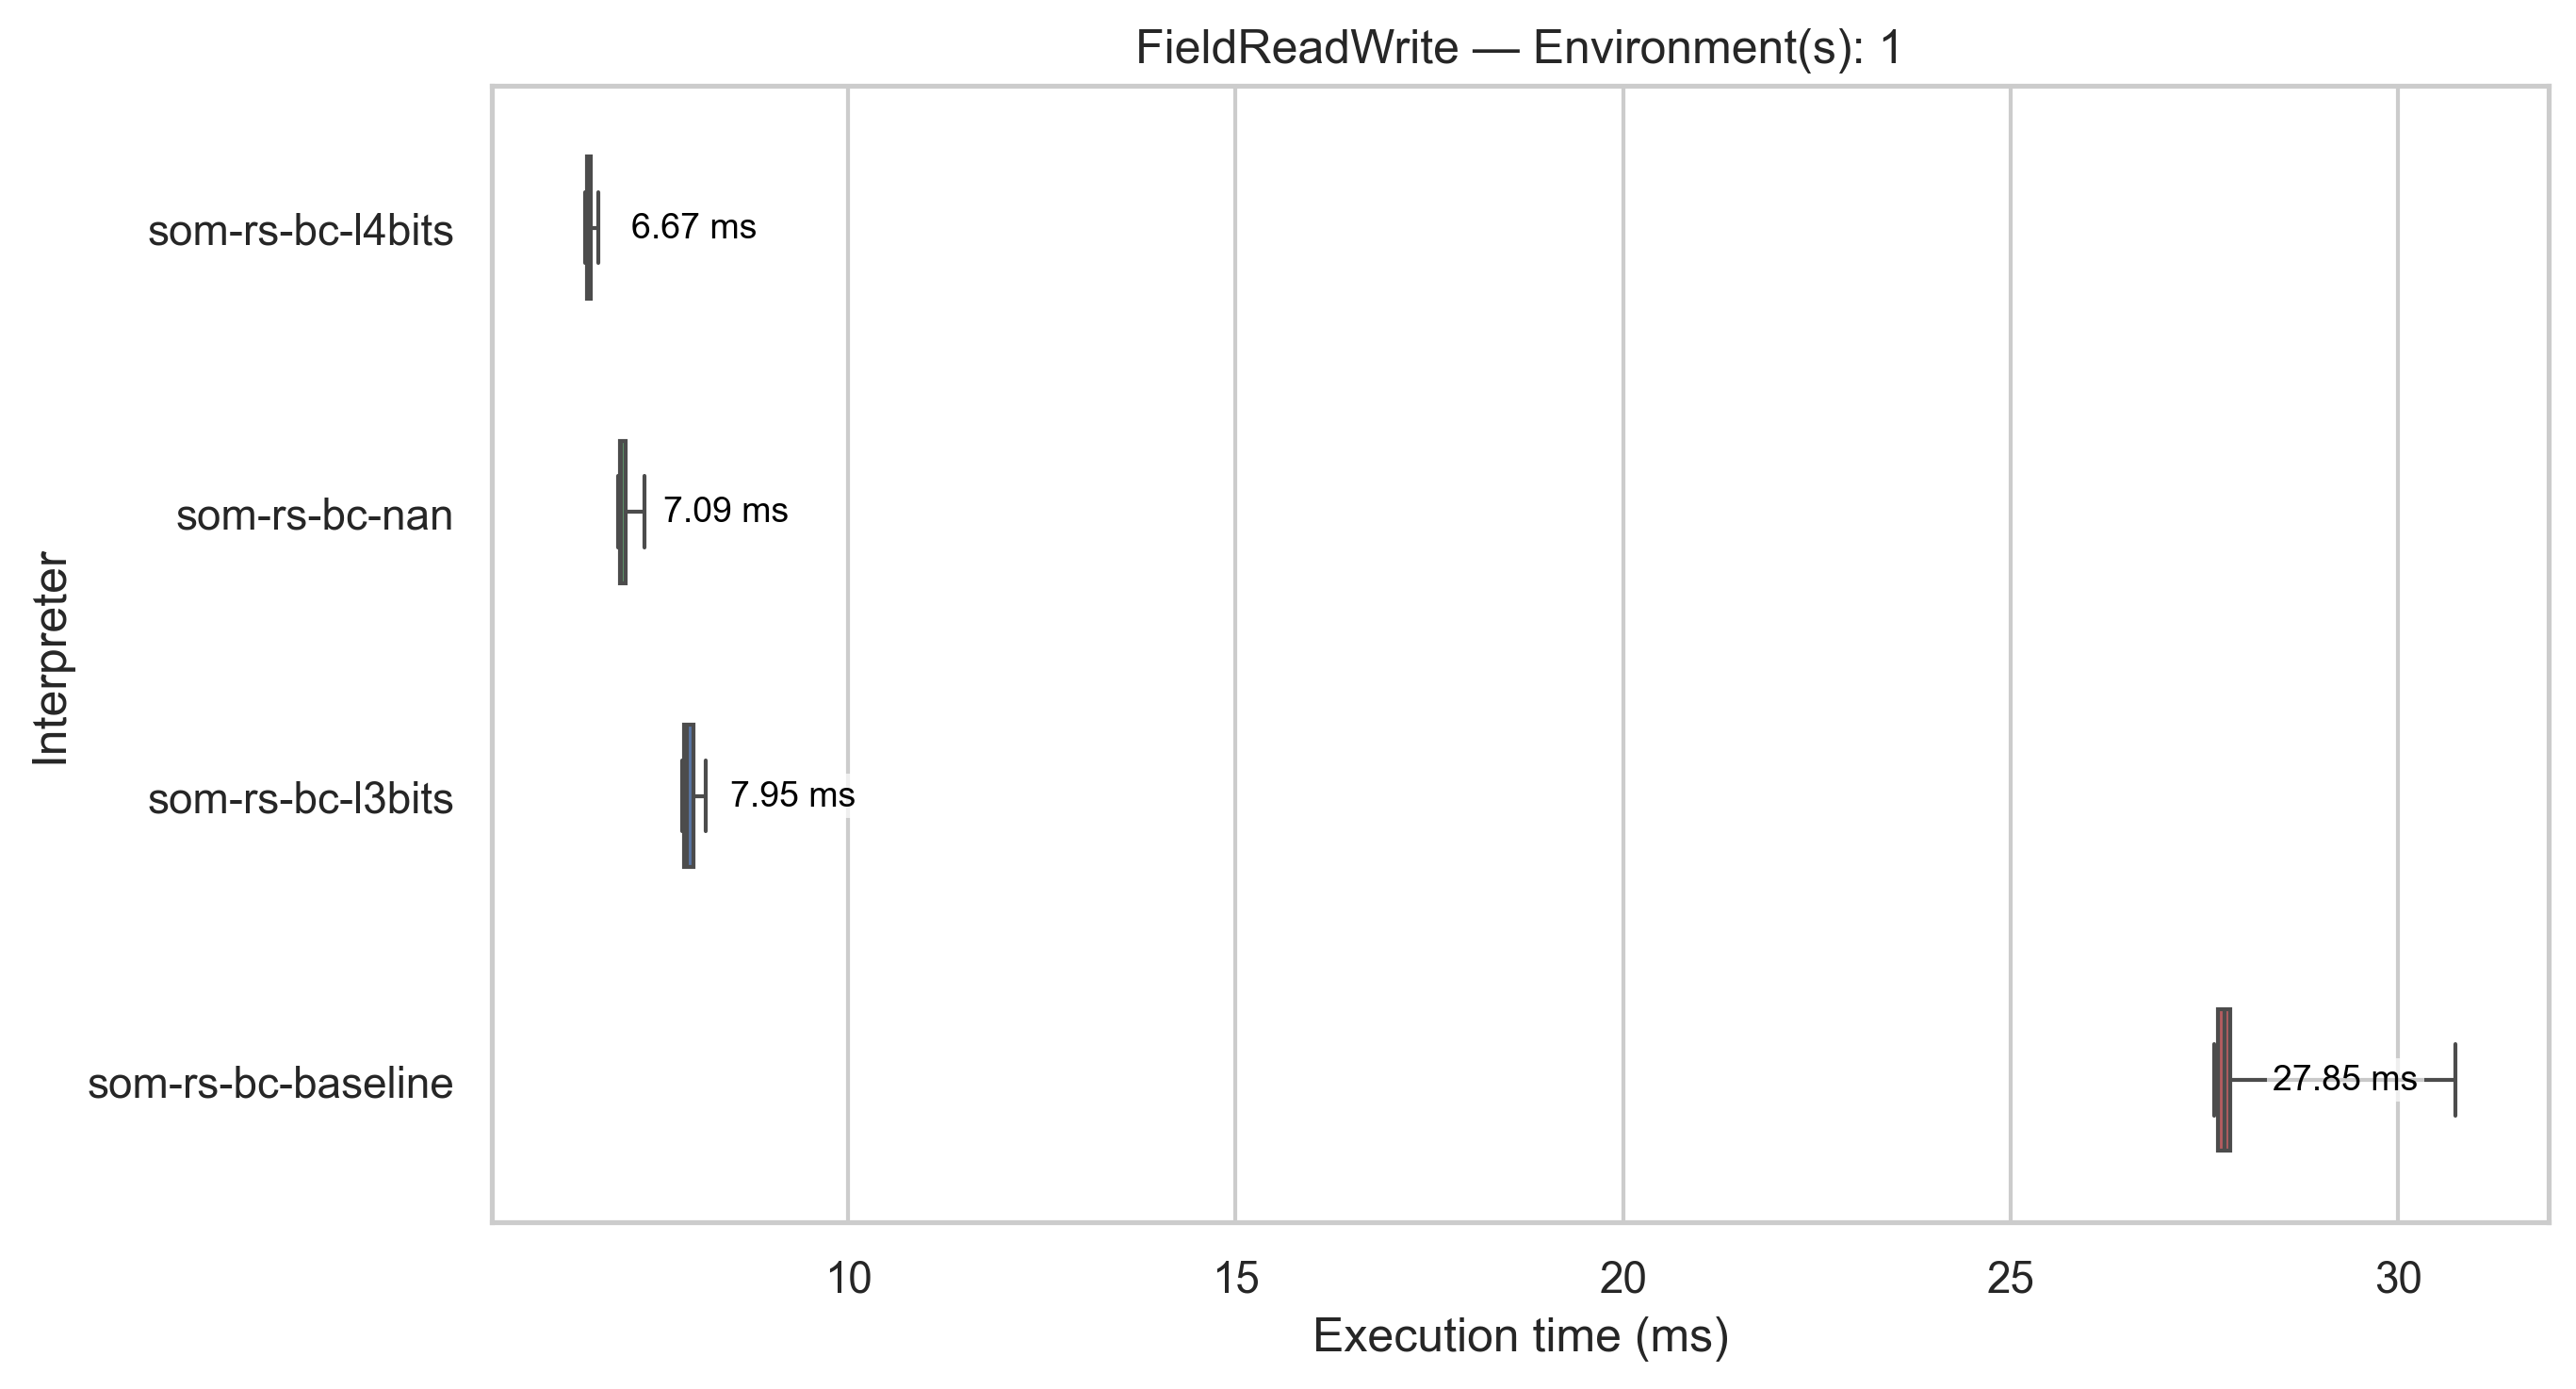 FieldReadWrite — Environment(s): 1
som-rs-bc-l4bits
6.67 ms
som-rs-bc-nan
7.09 ms
Interpreter
som-rs-bc-l3bits
7.95 ms
som-rs-bc-baseline
27.85 ms
10 15 20 25 30
Execution time (ms)